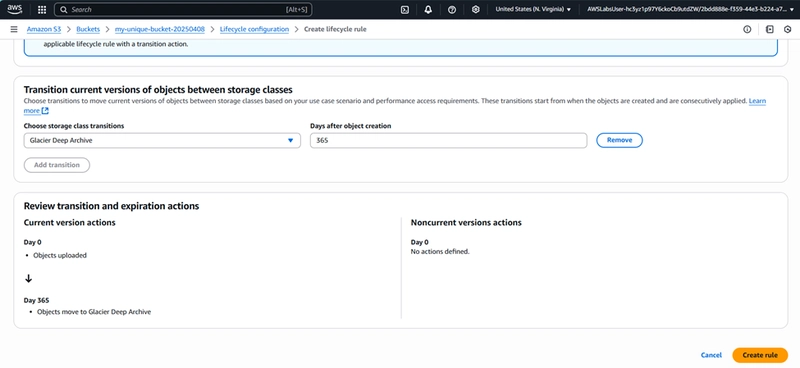 aws
Search
[Alt+S]
United States (N. Virginia)
Amazon S3 > Buckets > my-unique-bucket-20250408 > Lifecycle configuration > Create lifecycle rule
applicable lifecycle rule with a transition action.
Transition current versions of objects between storage classes
Choose transitions to move current versions of objects between storage classes based on your use case scenario and performance access requirements. These transitions start from when the objects are created and are consecutively applied. Learn
more
Choose storage class transitions
Days after object creation
Glacier Deep Archive
365
Remove
Add transition
Review transition and expiration actions
Current version actions
Day 0
Objects uploaded
Day 365
Objects move to Glacier Deep Archive
Noncurrent versions actions
Day 0
No actions defined.
Cancel
Create rule